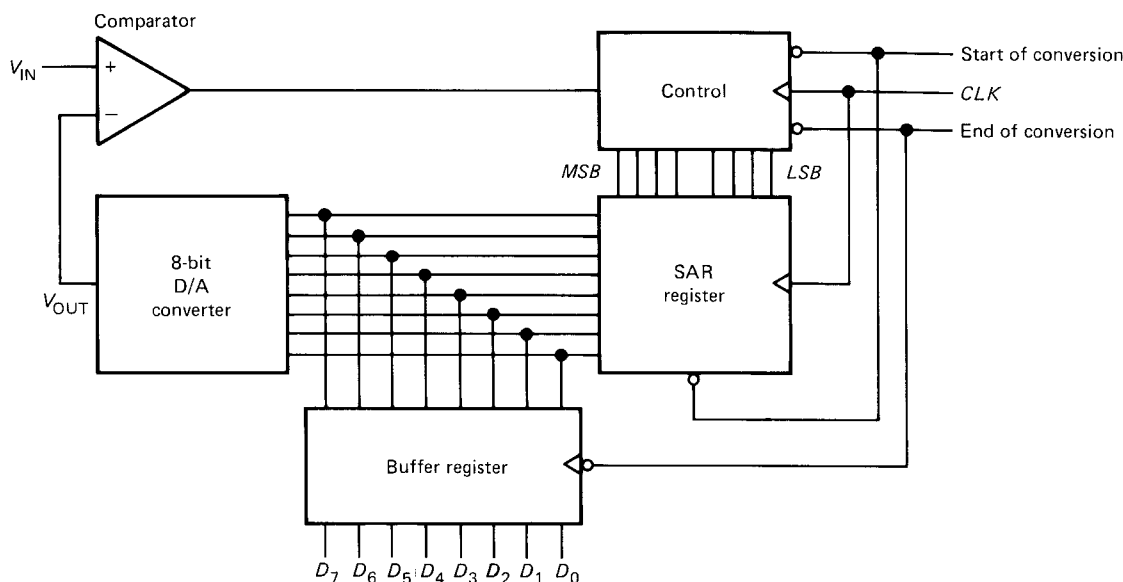 Comparator
V_IN
+
−
Control
Start of conversion
CLK
End of conversion
MSB
LSB
8-bit
D/A
converter
V_OUT
SAR
register
Buffer register
D_7 D_6 D_5 D_4 D_3 D_2 D_1 D_0